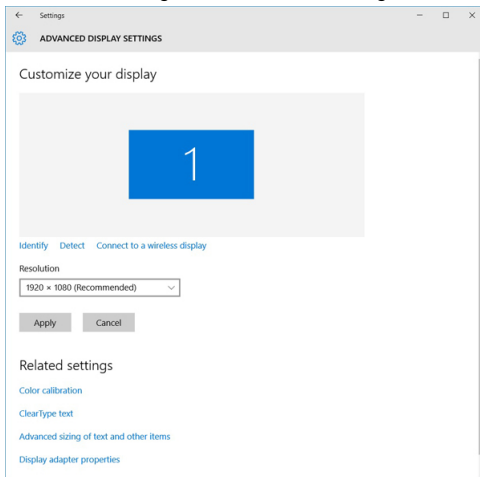 Settings
ADVANCED DISPLAY SETTINGS
Customize your display
1
Identify Detect Connect to a wireless display
Resolution
1920 × 1080 (Recommended)
Apply Cancel
Related settings
Color calibration
ClearType text
Advanced sizing of text and other items
Display adapter properties